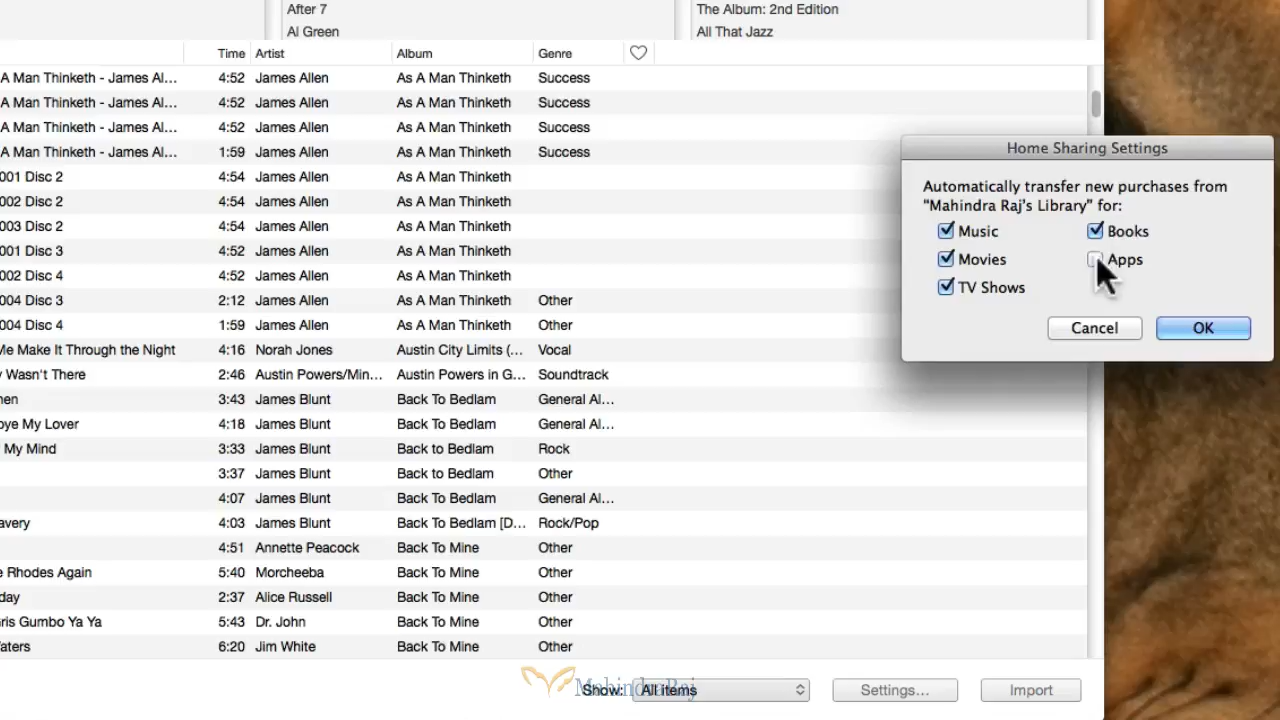 After 7
The Album: 2nd Edition
Al Green
All That Jazz
Time Artist Album Genre
A Man Thinketh - James Al... 4:52 James Allen As A Man Thinketh Success
A Man Thinketh - James Al... 4:52 James Allen As A Man Thinketh Success
A Man Thinketh - James Al... 4:52 James Allen As A Man Thinketh Success
A Man Thinketh - James Al... 1:59 James Allen As A Man Thinketh Success
001 Disc 2 4:54 James Allen As A Man Thinketh
002 Disc 2 4:54 James Allen As A Man Thinketh
003 Disc 2 4:54 James Allen As A Man Thinketh
001 Disc 3 4:52 James Allen As A Man Thinketh
002 Disc 4 4:52 James Allen As A Man Thinketh
004 Disc 3 2:12 James Allen As A Man Thinketh Other
004 Disc 4 1:59 James Allen As A Man Thinketh Other
Me Make It Through the Night 4:16 Norah Jones Austin City Limits (... Vocal
y Wasn't There 2:46 Austin Powers/Min... Austin Powers in G... Soundtrack
hen 3:43 James Blunt Back To Bedlam General Al...
bye My Lover 4:18 James Blunt Back To Bedlam General Al...
My Mind 3:33 James Blunt Back to Bedlam Rock
3:37 James Blunt Back to Bedlam Other
4:07 James Blunt Back To Bedlam General Al...
avery 4:03 James Blunt Back To Bedlam [D... Rock/Pop
4:51 Annette Peacock Back To Mine Other
e Rhodes Again 5:40 Morcheeba Back To Mine Other
day 2:37 Alice Russell Back To Mine Other
Gris Gumbo Ya Ya 5:43 Dr. John Back To Mine Other
Waters 6:20 Jim White Back To Mine Other
Home Sharing Settings
Automatically transfer new purchases from
"Mahindra Raj's Library" for:
Music Books
Movies Apps
TV Shows
Cancel OK
MahindraRaj
Show: All items Settings... Import